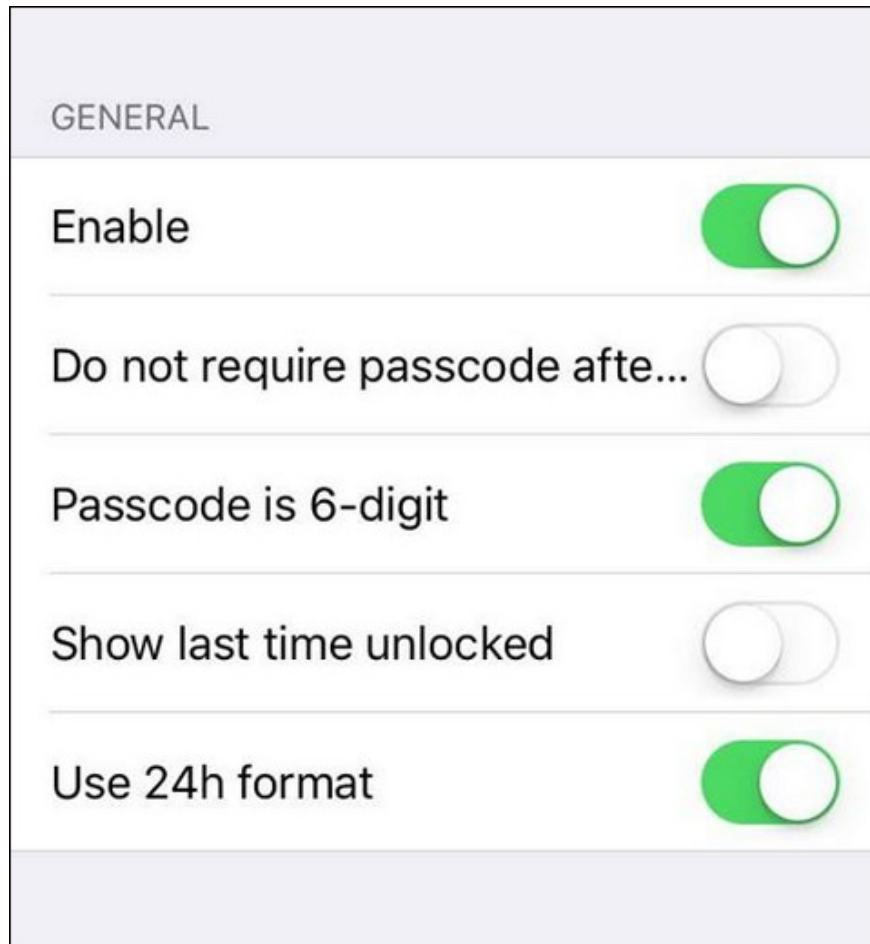 GENERAL
Enable
Do not require passcode afte...
Passcode is 6-digit
Show last time unlocked
Use 24h format